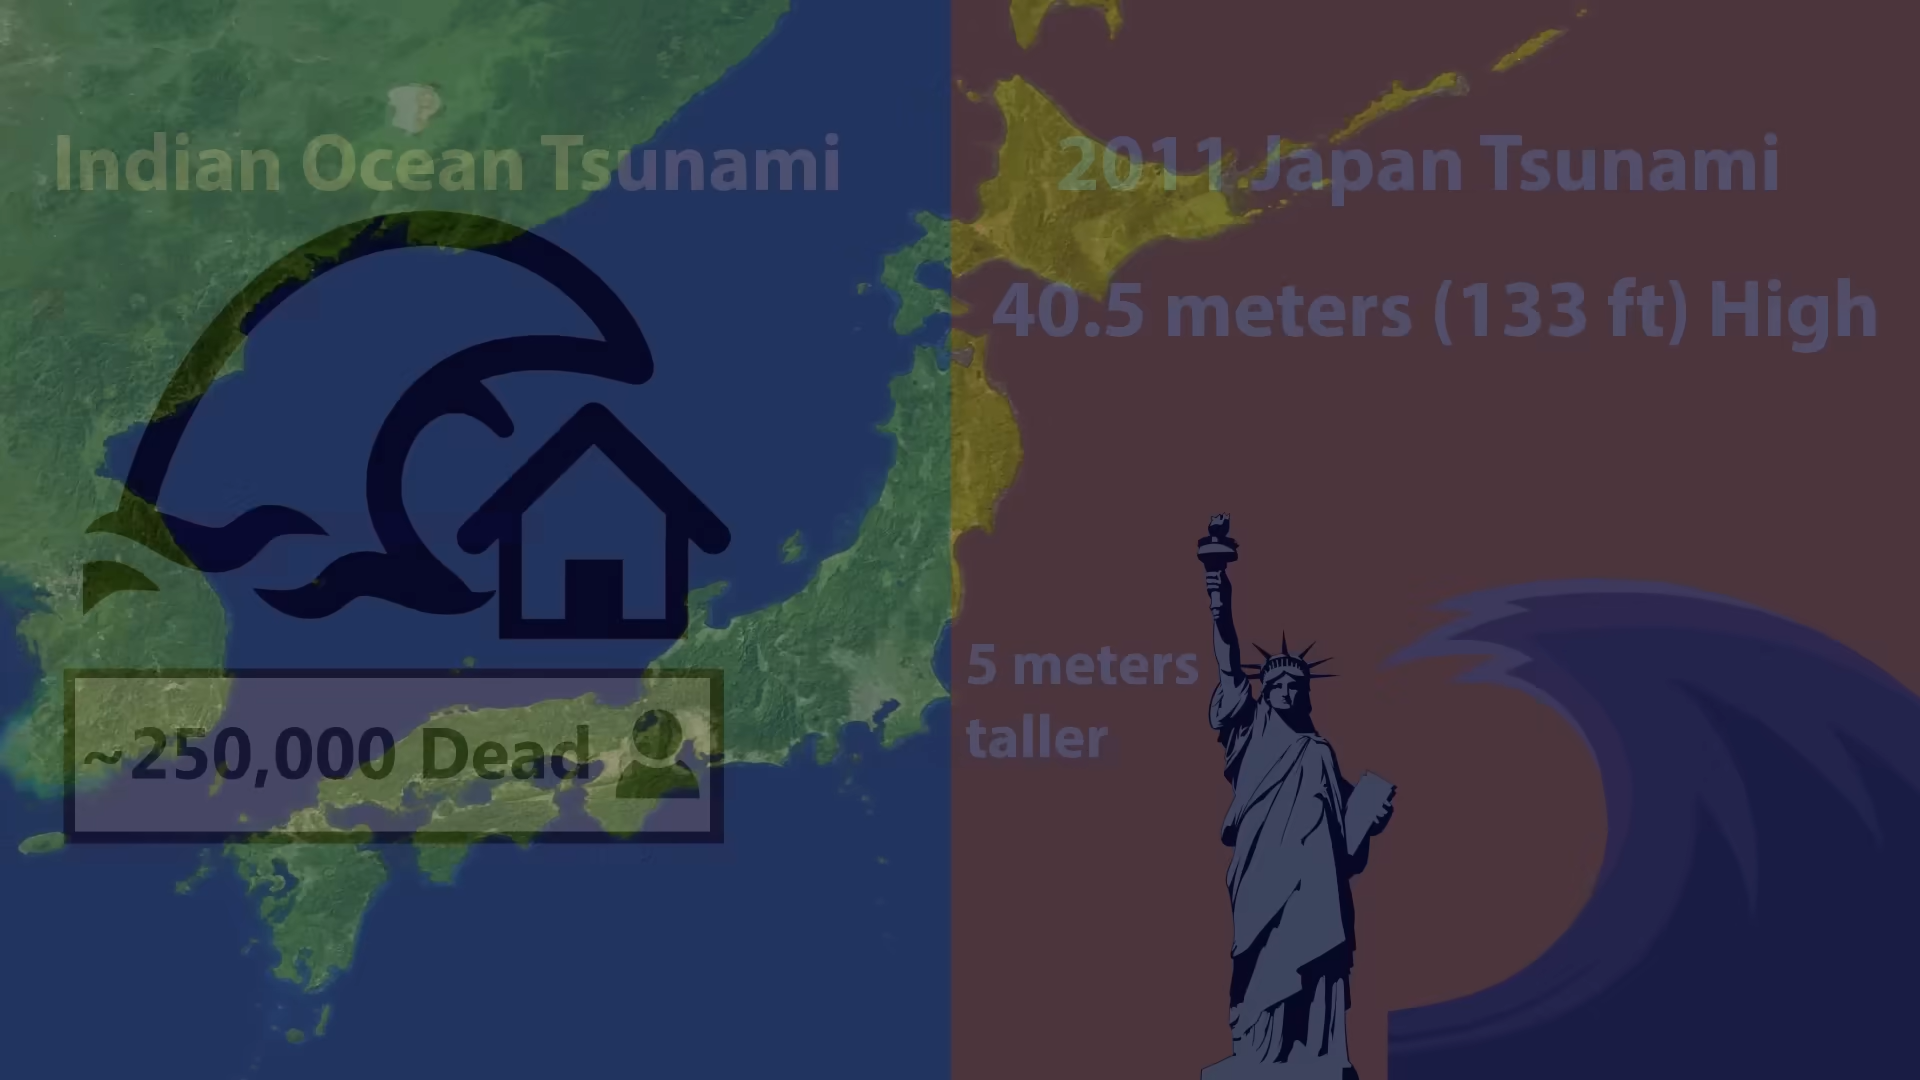 Indian Ocean Tsunami
~250,000 Dead
2011 Japan Tsunami
40.5 meters (133 ft) High
5 meters
taller